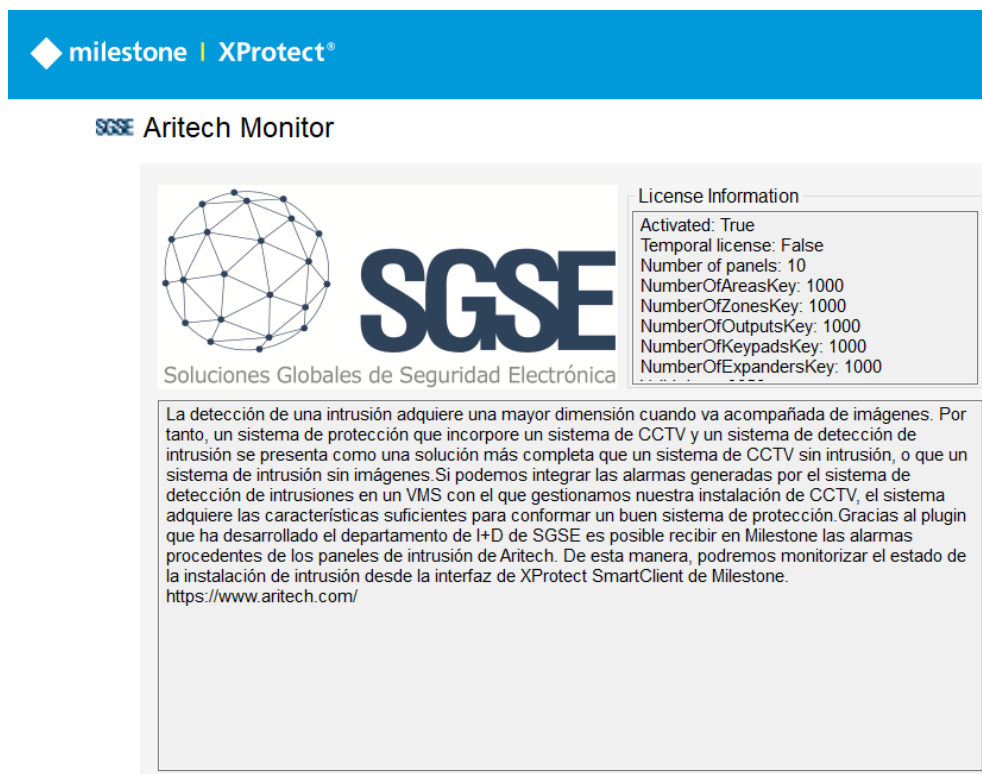 milestone | XProtect®
SGSE Aritech Monitor
SGSE
Soluciones Globales de Seguridad Electrónica
License Information
Activated: True
Temporal license: False
Number of panels: 10
NumberOfAreasKey: 1000
NumberOfZonesKey: 1000
NumberOfOutputsKey: 1000
NumberOfKeypadsKey: 1000
NumberOfExpandersKey: 1000
La detección de una intrusión adquiere una mayor dimensión cuando va acompañada de imágenes. Por
tanto, un sistema de protección que incorpore un sistema de CCTV y un sistema de detección de
intrusión se presenta como una solución más completa que un sistema de CCTV sin intrusión, o que un
sistema de intrusión sin imágenes.Si podemos integrar las alarmas generadas por el sistema de
detección de intrusiones en un VMS con el que gestionamos nuestra instalación de CCTV, el sistema
adquiere las características suficientes para conformar un buen sistema de protección.Gracias al plugin
que ha desarrollado el departamento de I+D de SGSE es posible recibir en Milestone las alarmas
procedentes de los paneles de intrusión de Aritech. De esta manera, podremos monitorizar el estado de
la instalación de intrusión desde la interfaz de XProtect SmartClient de Milestone.
https://www.aritech.com/